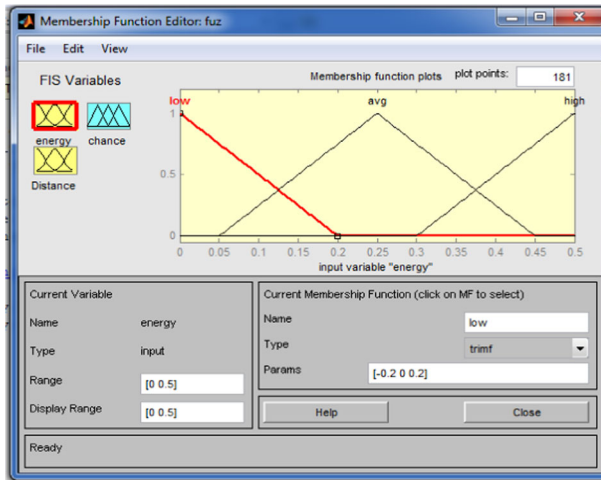 Membership Function Editor: fuz
File Edit View
FIS Variables
Membership function plots plot points: 181
energy chance
Distance
low avg high
1
0.5
0
0 0.05 0.1 0.15 0.2 0.25 0.3 0.35 0.4 0.45 0.5
input variable "energy"
Current Variable
Name energy
Type input
Range [0 0.5]
Display Range [0 0.5]
Current Membership Function (click on MF to select)
Name low
Type trimf
Params [-0.2 0 0.2]
Help Close
Ready